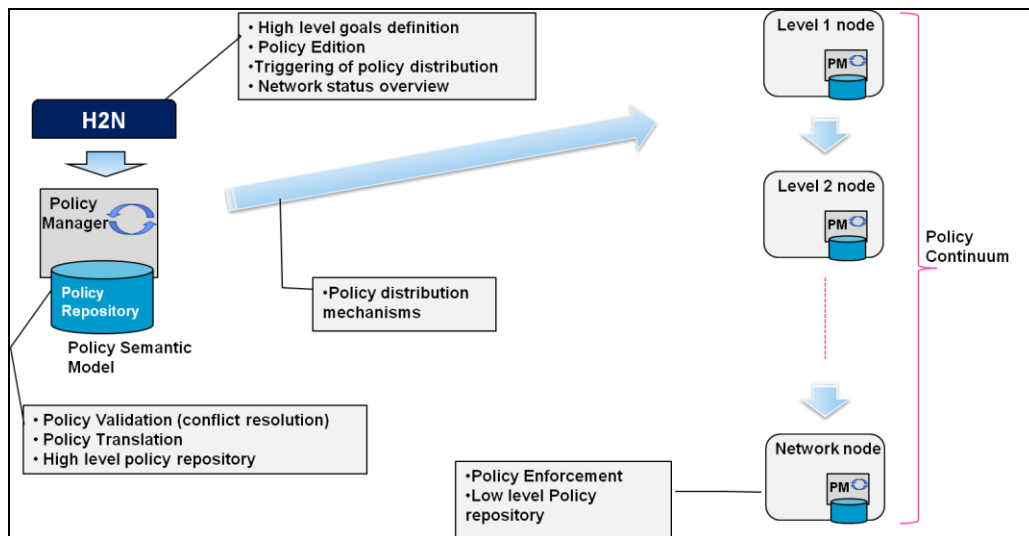 • High level goals definition
• Policy Edition
•Triggering of policy distribution
• Network status overview
H2N
Policy
Manager
Policy
Repository
Policy Semantic
Model
•Policy distribution
mechanisms
• Policy Validation (conflict resolution)
• Policy Translation
• High level policy repository
Level 1 node
PM
Level 2 node
PM
Policy
Continuum
Network node
PM
•Policy Enforcement
•Low level Policy
repository